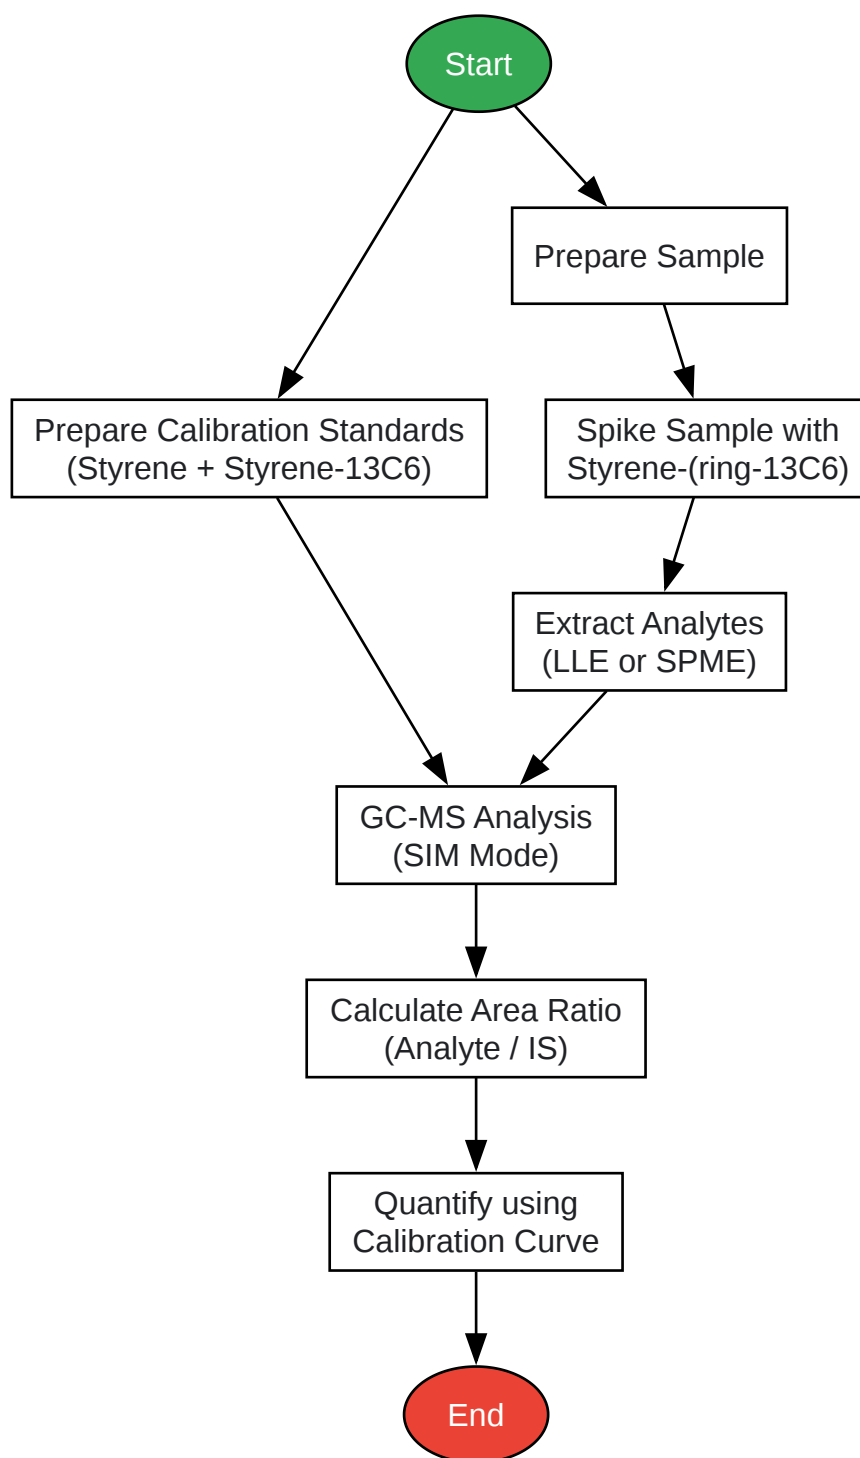 Start
Prepare Sample
Prepare Calibration Standards
(Styrene + Styrene-13C6)
Spike Sample with
Styrene-(ring-13C6)
Extract Analytes
(LLE or SPME)
GC-MS Analysis
(SIM Mode)
Calculate Area Ratio
(Analyte / IS)
Quantify using
Calibration Curve
End